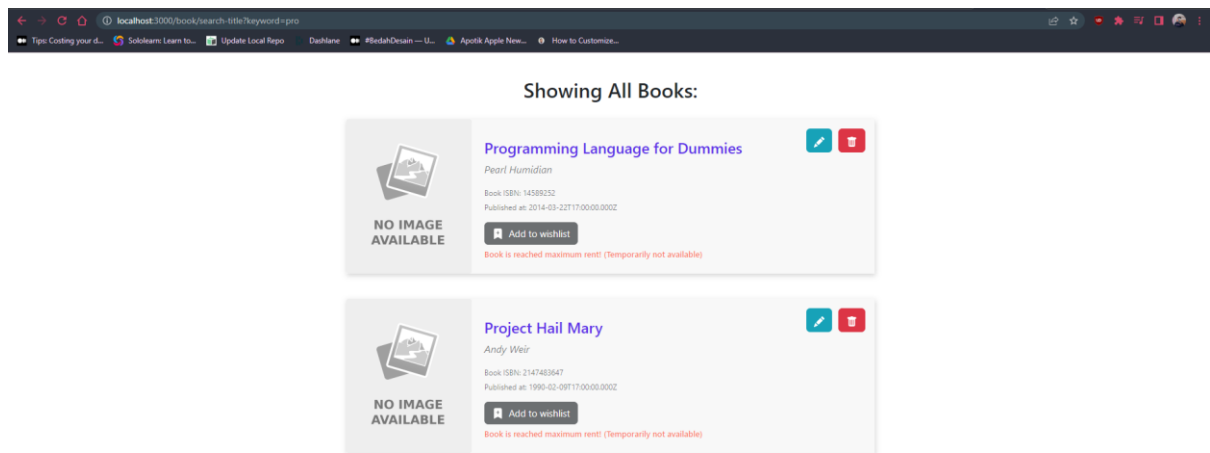 localhost:3000/book/search-title?keyword=pro
Tips: Costing your d... Sololearn: Learn to... Update Local Repo Dashlane #BedahDesain — U... Apotik Apple New... How to Customize...
Showing All Books:
Programming Language for Dummies
Pearl Humidian
Book ISBN: 14589252
Published at: 2014-03-22T17:00:00.000Z
NO IMAGE
AVAILABLE
Add to wishlist
Book is reached maximum rent! (Temporarily not available)
Project Hail Mary
Andy Weir
Book ISBN: 2147483647
Published at: 1990-02-09T17:00:00.000Z
NO IMAGE
AVAILABLE
Add to wishlist
Book is reached maximum rent! (Temporarily not available)